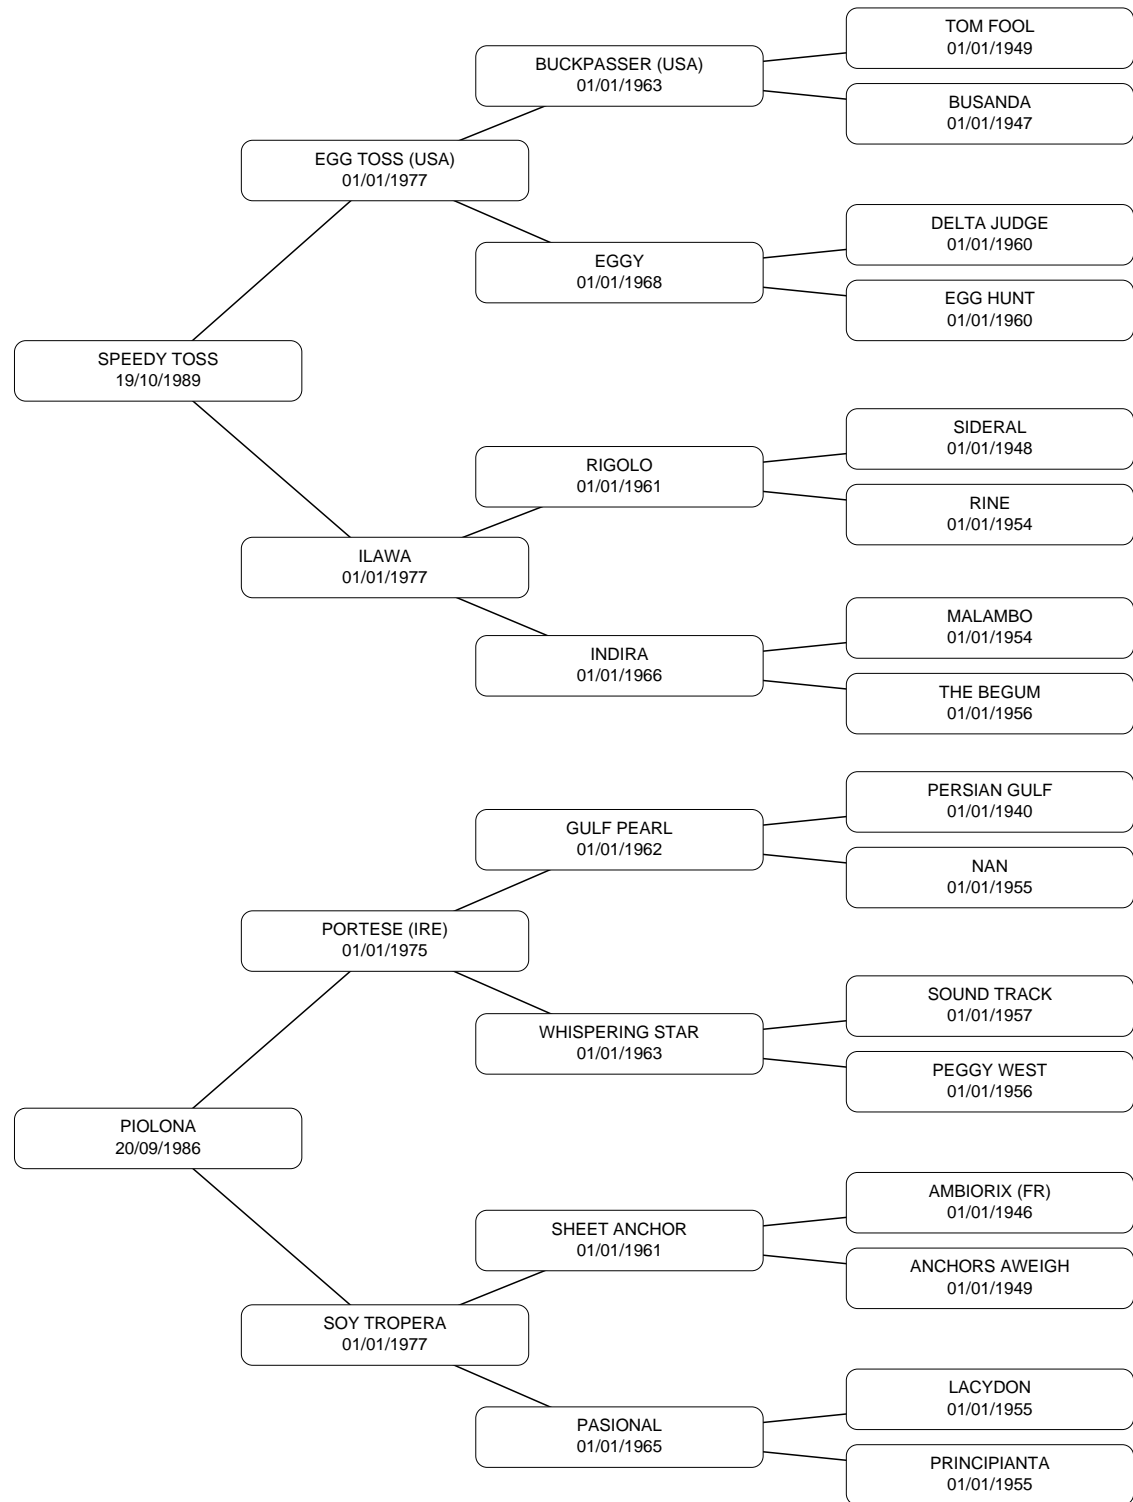 TOM FOOL
01/01/1949
BUCKPASSER (USA)
01/01/1963
BUSANDA
01/01/1947
EGG TOSS (USA)
01/01/1977
DELTA JUDGE
01/01/1960
EGGY
01/01/1968
EGG HUNT
01/01/1960
SPEEDY TOSS
19/10/1989
SIDERAL
01/01/1948
RIGOLO
01/01/1961
RINE
01/01/1954
ILAWA
01/01/1977
MALAMBO
01/01/1954
INDIRA
01/01/1966
THE BEGUM
01/01/1956
PERSIAN GULF
01/01/1940
GULF PEARL
01/01/1962
NAN
01/01/1955
PORTESE (IRE)
01/01/1975
SOUND TRACK
01/01/1957
WHISPERING STAR
01/01/1963
PEGGY WEST
01/01/1956
PIOLONA
20/09/1986
AMBIORIX (FR)
01/01/1946
SHEET ANCHOR
01/01/1961
ANCHORS AWEIGH
01/01/1949
SOY TROPERA
01/01/1977
LACYDON
01/01/1955
PASIONAL
01/01/1965
PRINCIPIANTA
01/01/1955